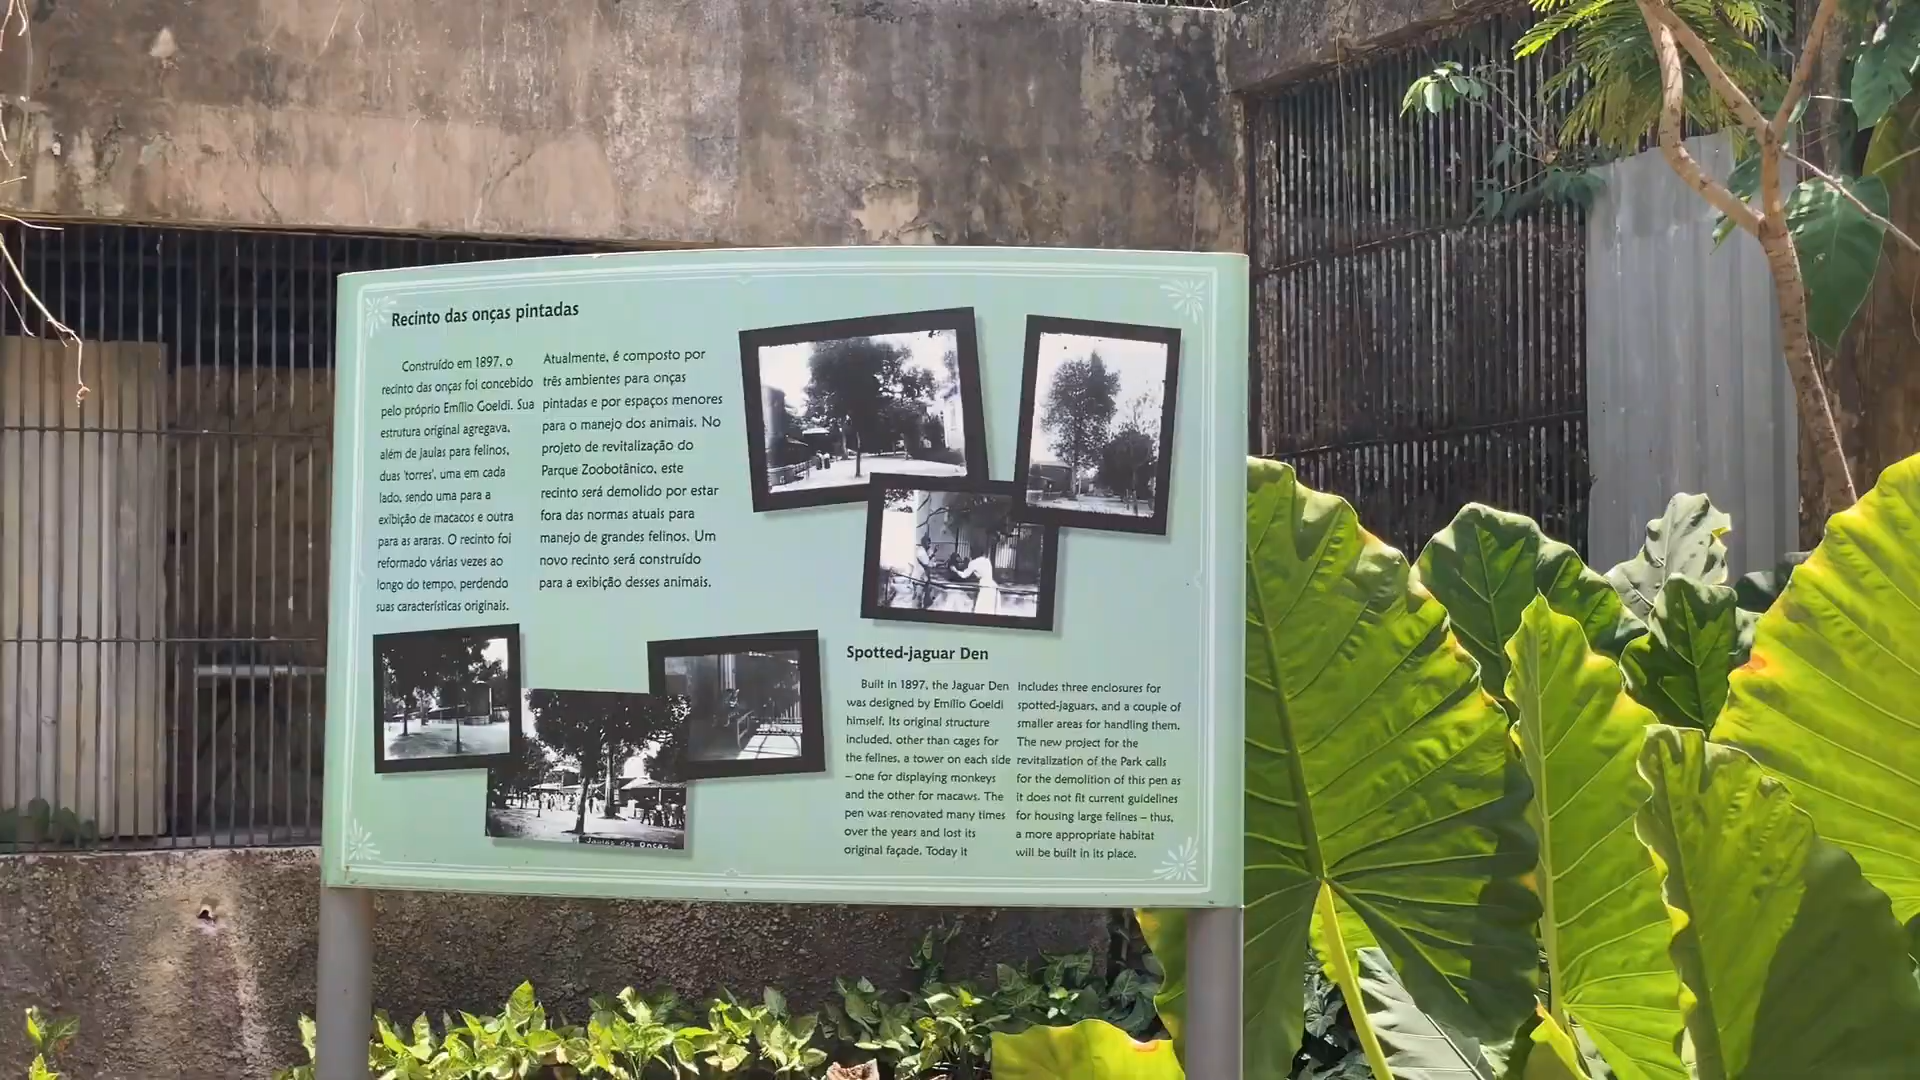 Recinto das onças pintadas
Construído em 1897, o
recinto das onças foi concebido
pelo próprio Emílio Goeldi. Sua
estrutura original agregava,
além de jaulas para felinos,
duas 'torres', uma em cada
lado, sendo uma para a
exibição de macacos e outra
para as araras. O recinto foi
reformado várias vezes ao
longo do tempo, perdendo
suas características originais.
Atualmente, é composto por
três ambientes para onças
pintadas e por espaços menores
para o manejo dos animais. No
projeto de revitalização do
Parque Zoobotânico, este
recinto será demolido por estar
fora das normas atuais para
manejo de grandes felinos. Um
novo recinto será construído
para a exibição desses animais.
Jaulas das Onças
Spotted-jaguar Den
Built in 1897, the Jaguar Den
was designed by Emílio Goeldi
himself. Its original structure
included, other than cages for
the felines, a tower on each side
– one for displaying monkeys
and the other for macaws. The
pen was renovated many times
over the years and lost its
original façade. Today it
includes three enclosures for
spotted-jaguars, and a couple of
smaller areas for handling them.
The new project for the
revitalization of the Park calls
for the demolition of this pen as
it does not fit current guidelines
for housing large felines – thus,
a more appropriate habitat
will be built in its place.